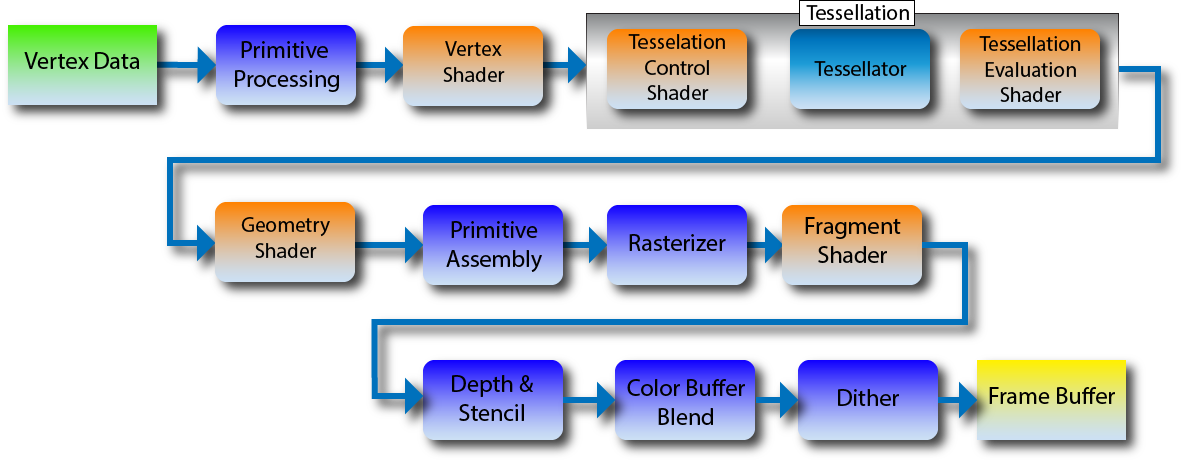 Tessellation
Vertex Data
Primitive
Processing
Vertex
Shader
Tesselation
Control
Shader
Tessellator
Tessellation
Evaluation
Shader
Geometry
Shader
Primitive
Assembly
Rasterizer
Fragment
Shader
Depth &
Stencil
Color Buffer
Blend
Dither
Frame Buffer